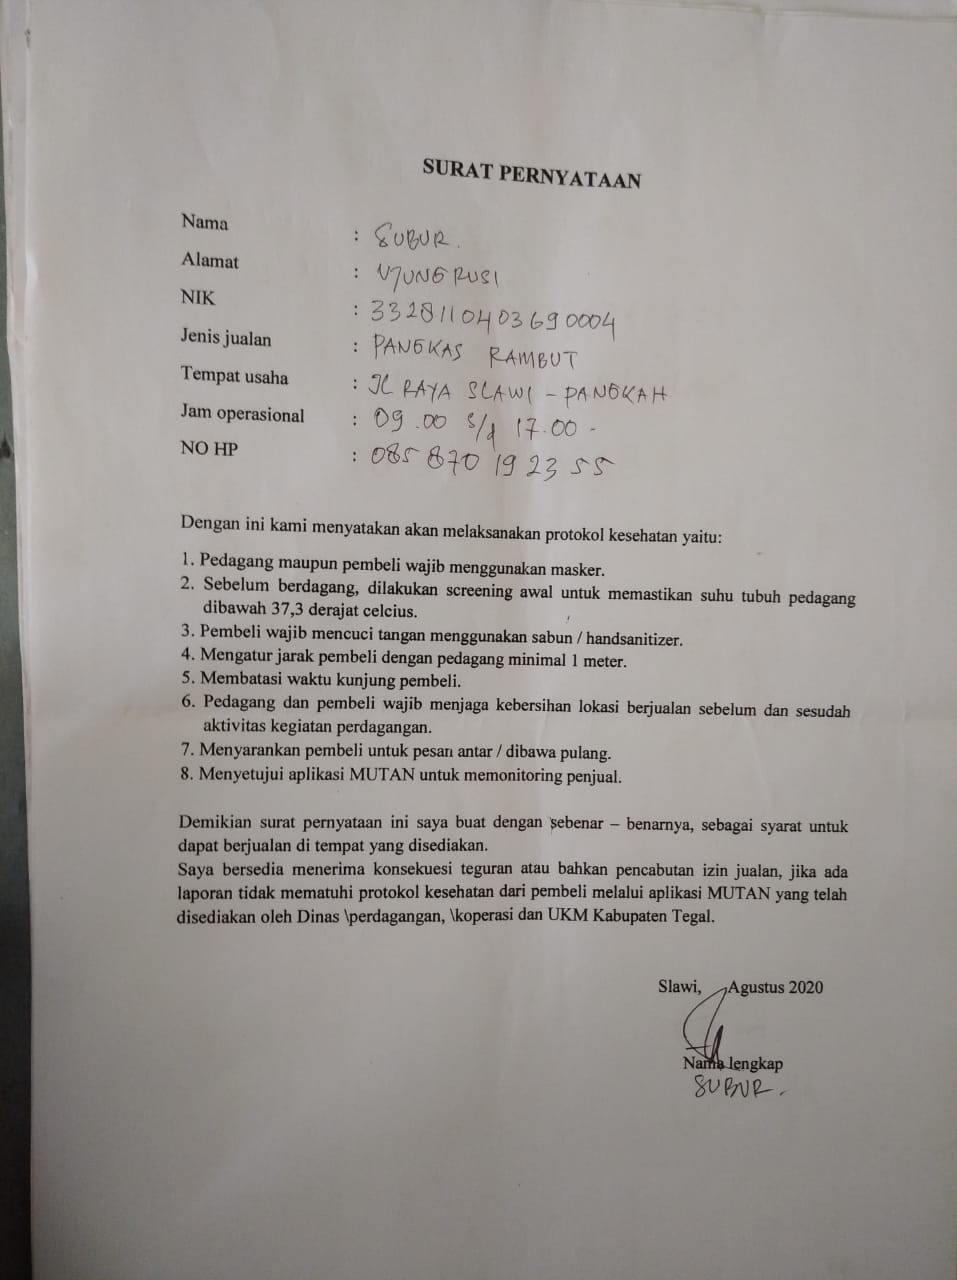 SURAT PERNYATAAN
Nama : SUBUR.
Alamat : UJUNGRUSI
NIK : 3328110403690004
Jenis jualan : PANGKAS RAMBUT
Tempat usaha : JL RAYA SLAWI - PANGKAH
Jam operasional : 09.00 s/d 17.00 -
NO HP : 085 870 19 23 55
Dengan ini kami menyatakan akan melaksanakan protokol kesehatan yaitu:
1. Pedagang maupun pembeli wajib menggunakan masker.
2. Sebelum berdagang, dilakukan screening awal untuk memastikan suhu tubuh pedagang
dibawah 37,3 derajat celcius.
3. Pembeli wajib mencuci tangan menggunakan sabun / handsanitizer.
4. Mengatur jarak pembeli dengan pedagang minimal 1 meter.
5. Membatasi waktu kunjung pembeli.
6. Pedagang dan pembeli wajib menjaga kebersihan lokasi berjualan sebelum dan sesudah
aktivitas kegiatan perdagangan.
7. Menyarankan pembeli untuk pesan antar / dibawa pulang.
8. Menyetujui aplikasi MUTAN untuk memonitoring penjual.
Demikian surat pernyataan ini saya buat dengan sebenar – benarnya, sebagai syarat untuk
dapat berjualan di tempat yang disediakan.
Saya bersedia menerima konsekuesi teguran atau bahkan pencabutan izin jualan, jika ada
laporan tidak mematuhi protokol kesehatan dari pembeli melalui aplikasi MUTAN yang telah
disediakan oleh Dinas \perdagangan, \koperasi dan UKM Kabupaten Tegal.
Slawi, Agustus 2020
Nama lengkap
SUBUR.